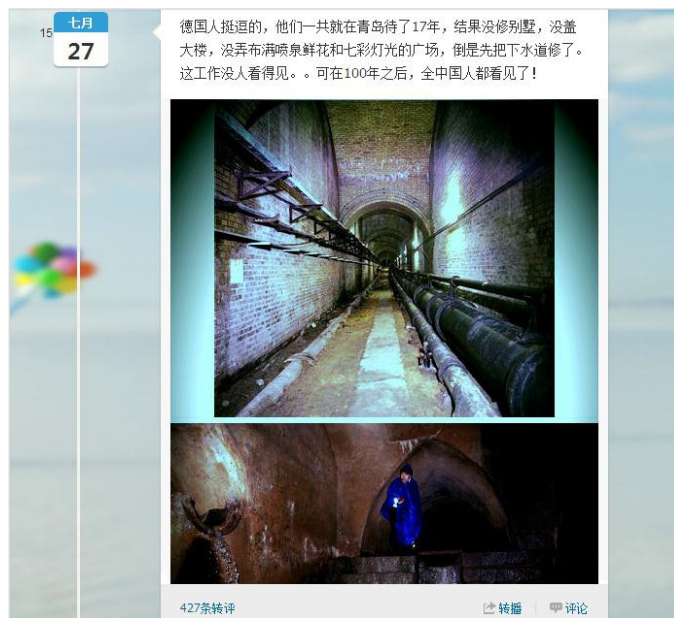 七月
15
27
德国人挺逗的，他们一共就在青岛待了17年，结果没修别墅，没盖
大楼，没弄布满喷泉鲜花和七彩灯光的广场，倒是先把下水道修了。
这工作没人看得见。。可在100年之后，全中国人都看见了！
427条转评
转播
评论